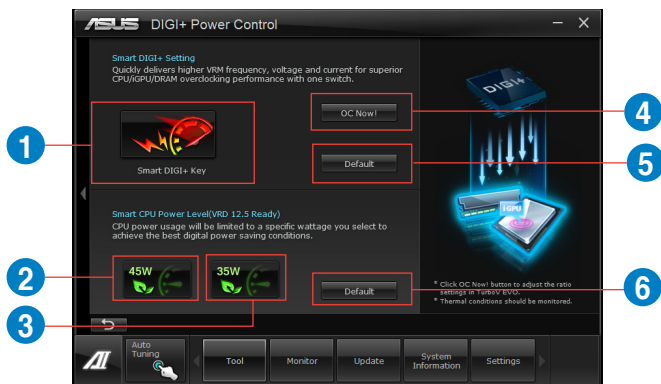 ASUS DIGI+ Power Control
Smart DIGI+ Setting
Quickly delivers higher VRM frequency, voltage and current for superior
CPU/iGPU/DRAM overclocking performance with one switch.
1
Smart DIGI+ Key
OC Now!
4
Default
5
DIGI+
iGPU
Smart CPU Power Level(VRD 12.5 Ready)
CPU power usage will be limited to a specific wattage you select to
achieve the best digital power saving conditions.
2
45W
35W
3
Default
6
* Click OC Now! button to adjust the ratio
settings in TurboV EVO.
* Thermal conditions should be monitored.
Auto
Tuning
Tool
Monitor
Update
System
Information
Settings